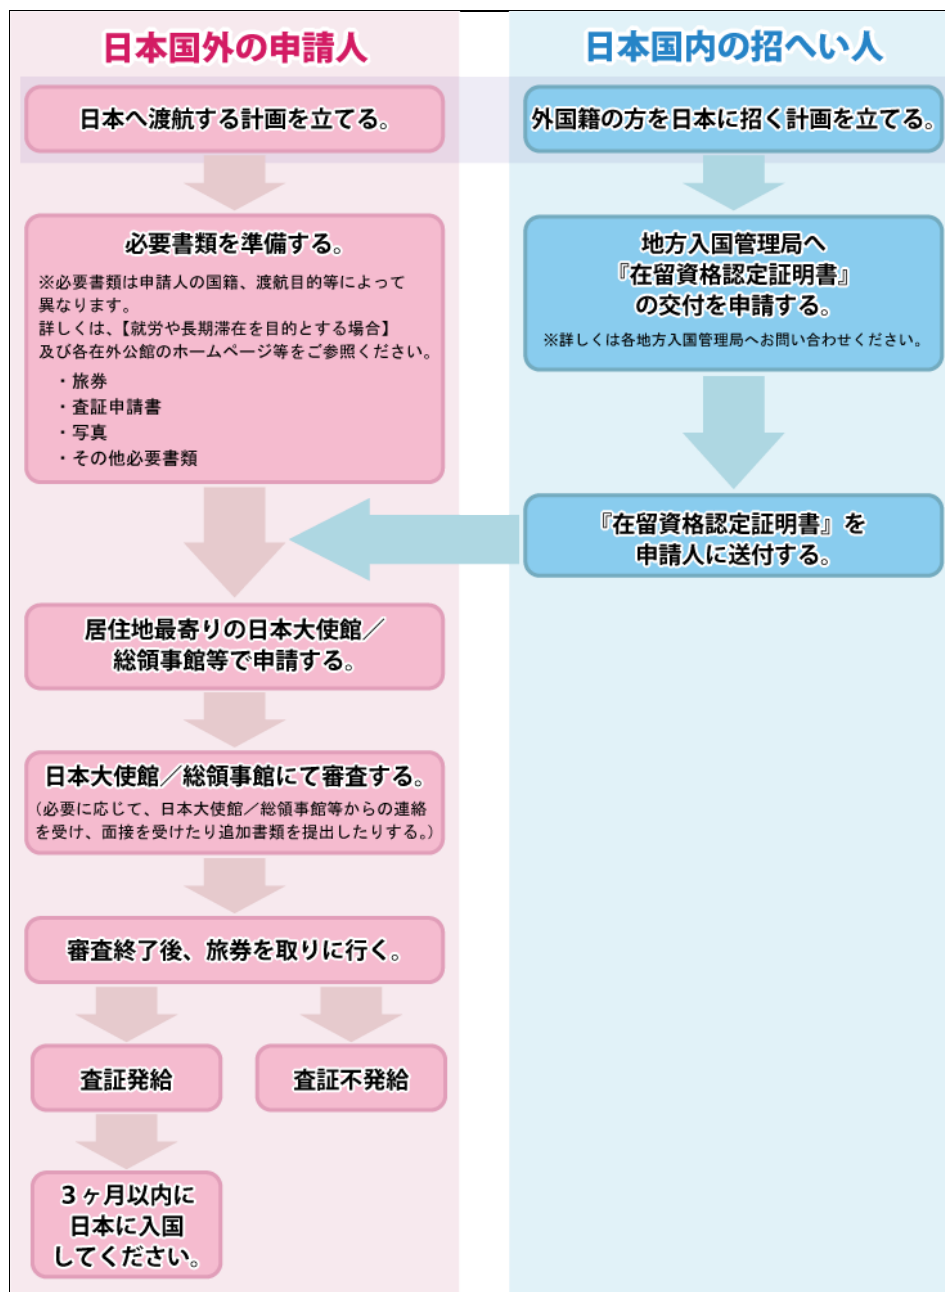 日本国外の申請人
日本へ渡航する計画を立てる。
必要書類を準備する。
※必要書類は申請人の国籍、渡航目的等によって
異なります。
詳しくは、【就労や長期滞在を目的とする場合】
及び各在外公館のホームページ等をご参照ください。
・旅券
・査証申請書
・写真
・その他必要書類
居住地最寄りの日本大使館／
総領事館等で申請する。
日本大使館／総領事館にて審査する。
(必要に応じて、日本大使館／総領事館等からの連絡
を受け、面接を受けたり追加書類を提出したりする。)
審査終了後、旅券を取りに行く。
査証発給
査証不発給
３ヶ月以内に
日本に入国
してください。
日本国内の招へい人
外国籍の方を日本に招く計画を立てる。
地方入国管理局へ
『在留資格認定証明書』
の交付を申請する。
※詳しくは各地方入国管理局へお問い合わせください。
『在留資格認定証明書』を
申請人に送付する。